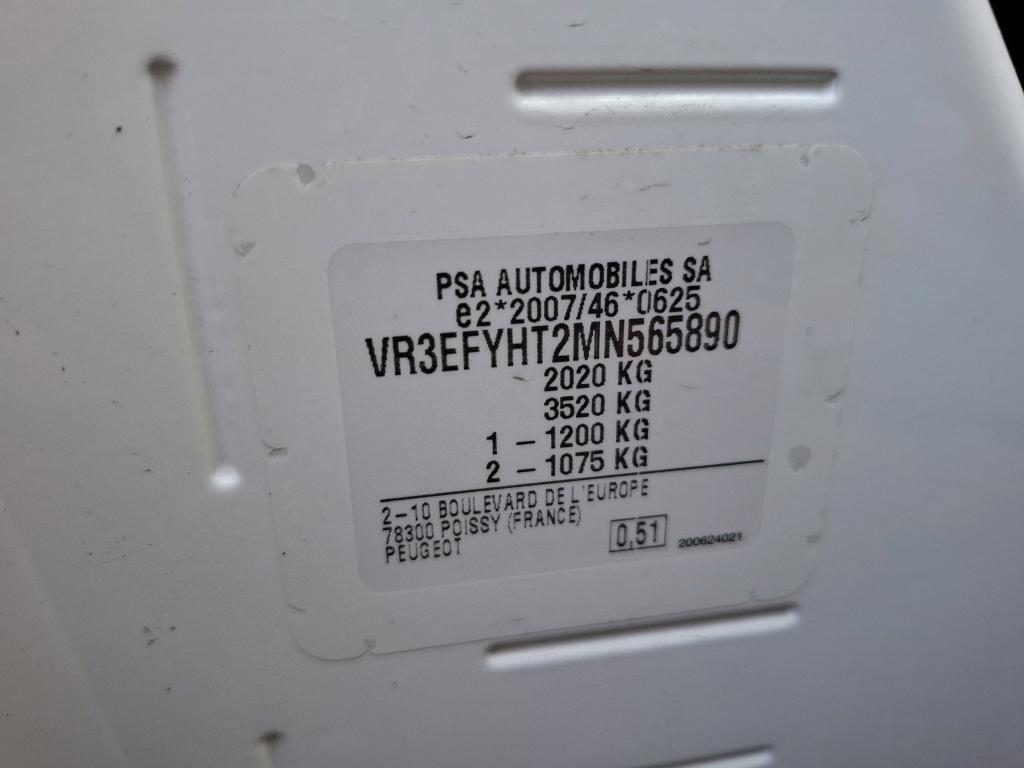 PSA AUTOMOBILES SA
e2*2007/46*0625
VR3EFYHT2MN565890
2020 KG
3520 KG
1 - 1200 KG
2 - 1075 KG
2-10 BOULEVARD DE L'EUROPE
78300 POISSY (FRANCE)
PEUGEOT
0,51
200624021